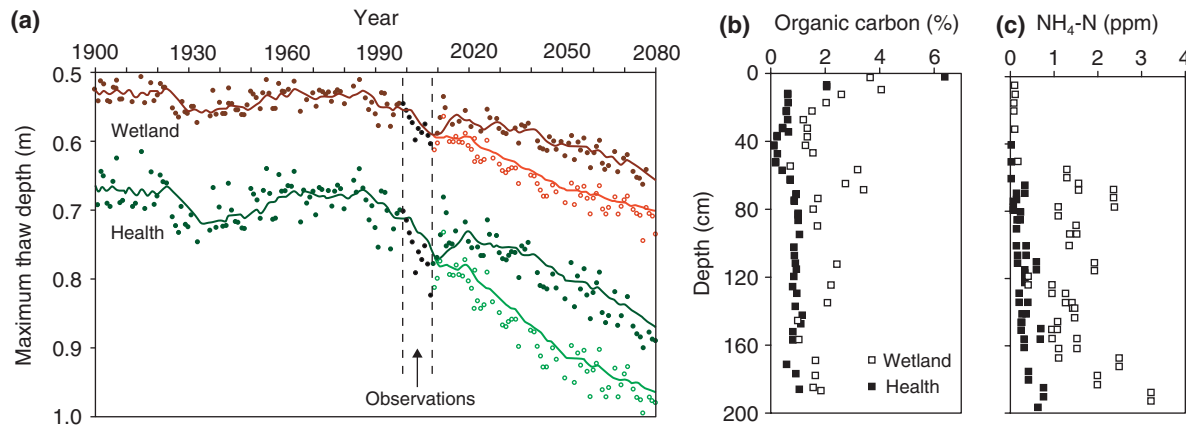 (a)
Year
1900 1930 1960 1990 2020 2050 2080
Maximum thaw depth (m)
0.5
0.6
0.7
0.8
0.9
1.0
Wetland
Health
Observations
(b)
Organic carbon (%)
0 2 4 6
Depth (cm)
0
40
80
120
160
200
Wetland
Health
(c)
NH4-N (ppm)
0 1 2 3 4